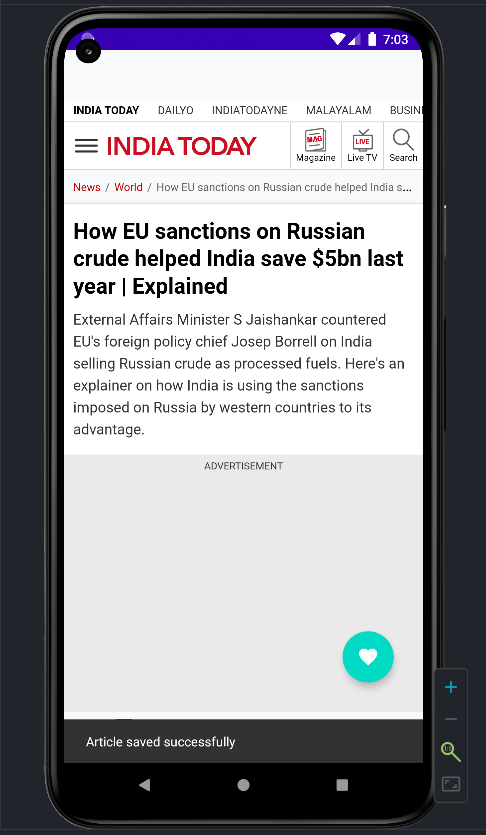 7:03
INDIA TODAY DAILYO INDIATODAYNE MALAYALAM BUSIN
INDIA TODAY
MAG
Magazine
LIVE
Live TV
Search
News / World / How EU sanctions on Russian crude helped India s...
How EU sanctions on Russian
crude helped India save $5bn last
year | Explained
External Affairs Minister S Jaishankar countered
EU's foreign policy chief Josep Borrell on India
selling Russian crude as processed fuels. Here's an
explainer on how India is using the sanctions
imposed on Russia by western countries to its
advantage.
ADVERTISEMENT
Article saved successfully
1:1